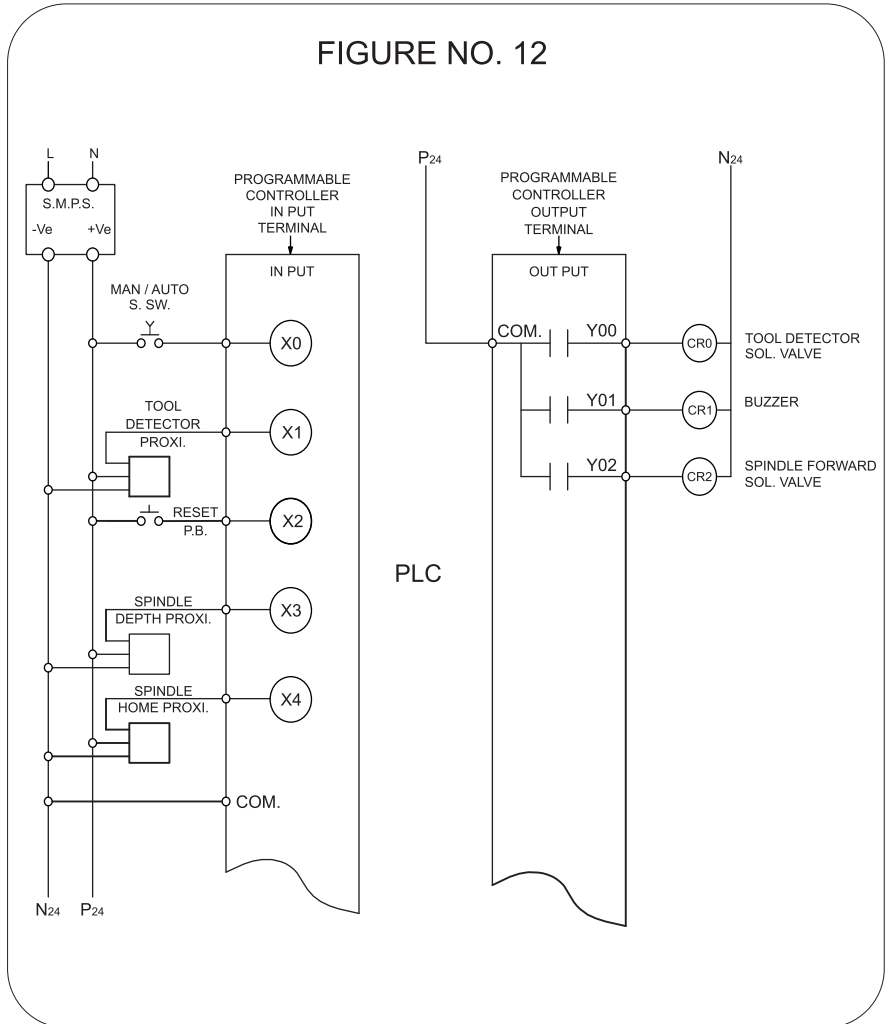 FIGURE NO. 12
L N
S.M.P.S.
-Ve +Ve
MAN / AUTO
S. SW.
PROGRAMMABLE
CONTROLLER
IN PUT
TERMINAL
IN PUT
X0
TOOL
DETECTOR
PROXI.
X1
RESET
P.B.
X2
SPINDLE
DEPTH PROXI.
X3
SPINDLE
HOME PROXI.
X4
COM.
N24 P24
PLC
P24
PROGRAMMABLE
CONTROLLER
OUTPUT
TERMINAL
N24
OUT PUT
COM. Y00
CR0
TOOL DETECTOR
SOL. VALVE
Y01
CR1
BUZZER
Y02
CR2
SPINDLE FORWARD
SOL. VALVE